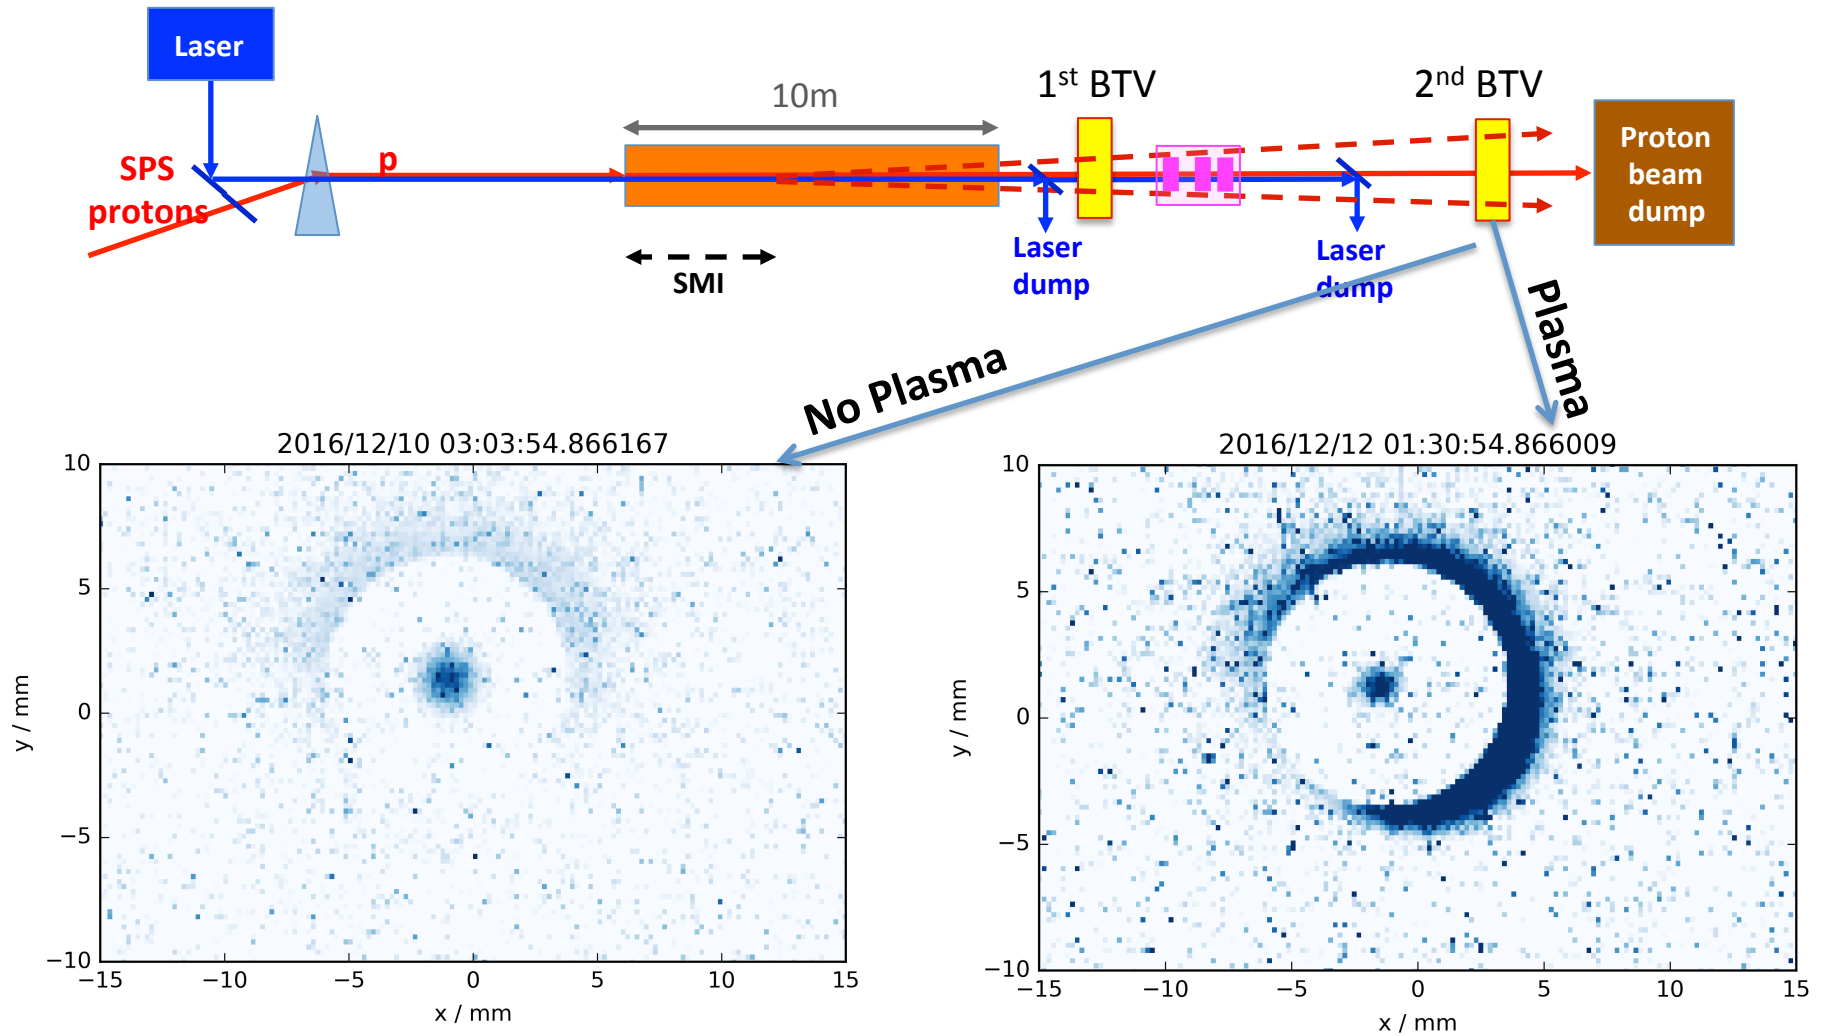 Laser
10m
1st BTV
2nd BTV
SPS
protons
p
Proton
beam
dump
Laser
dump
Laser
dump
SMI
No Plasma
Plasma
2016/12/10 03:03:54.866167
10
5
0
−5
−10
−15
−10
−5
0
5
10
15
x / mm
y / mm
2016/12/12 01:30:54.866009
10
5
0
−5
−10
−15
−10
−5
0
5
10
15
x / mm
y / mm